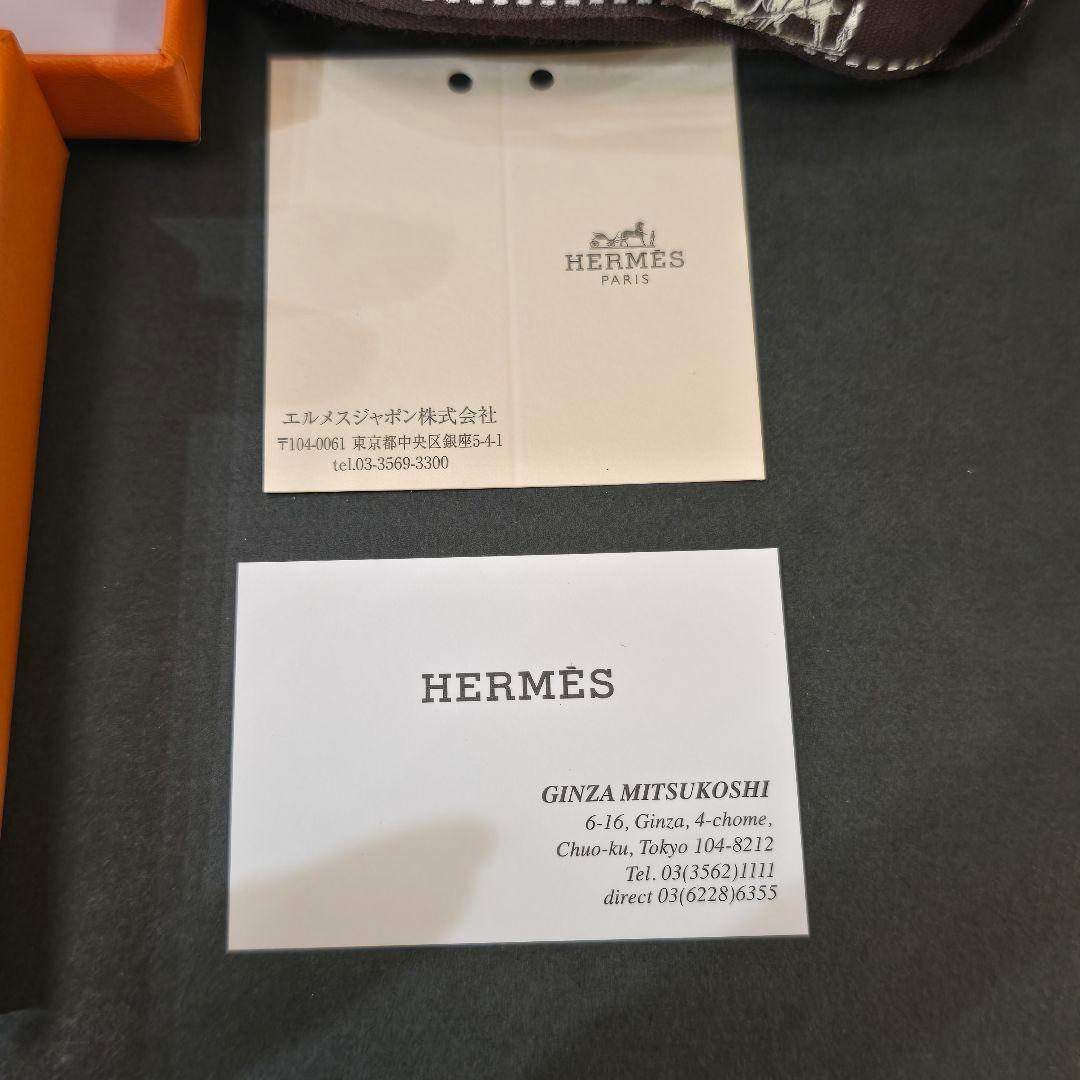 HERMÈS
PARIS
エルメスジャポン株式会社
〒104-0061 東京都中央区銀座5-4-1
tel.03-3569-3300
HERMÈS
GINZA MITSUKOSHI
6-16, Ginza, 4-chome,
Chuo-ku, Tokyo 104-8212
Tel. 03(3562)1111
direct 03(6228)6355